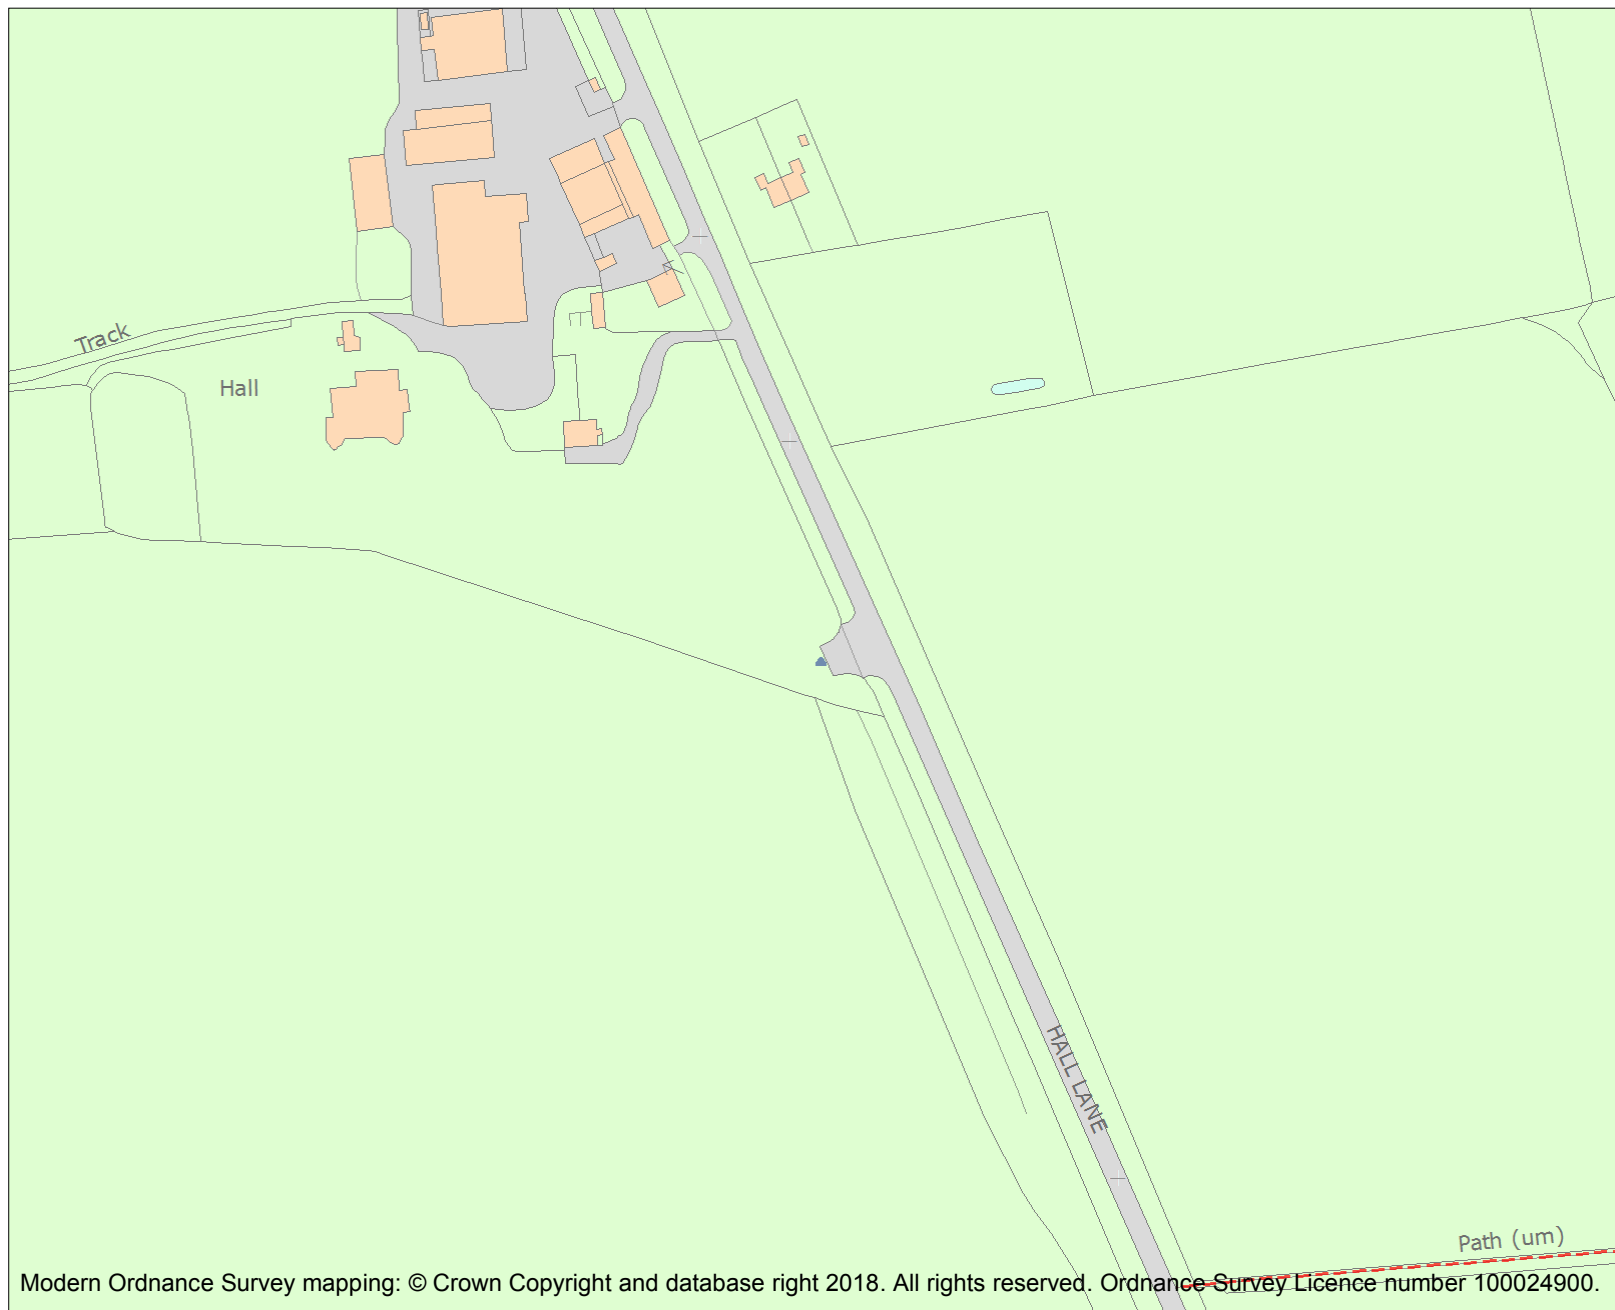 Track
Hall
HALL LANE
Path (um)
Modern Ordnance Survey mapping: © Crown Copyright and database right 2018. All rights reserved. Ordnance Survey Licence number 100024900.